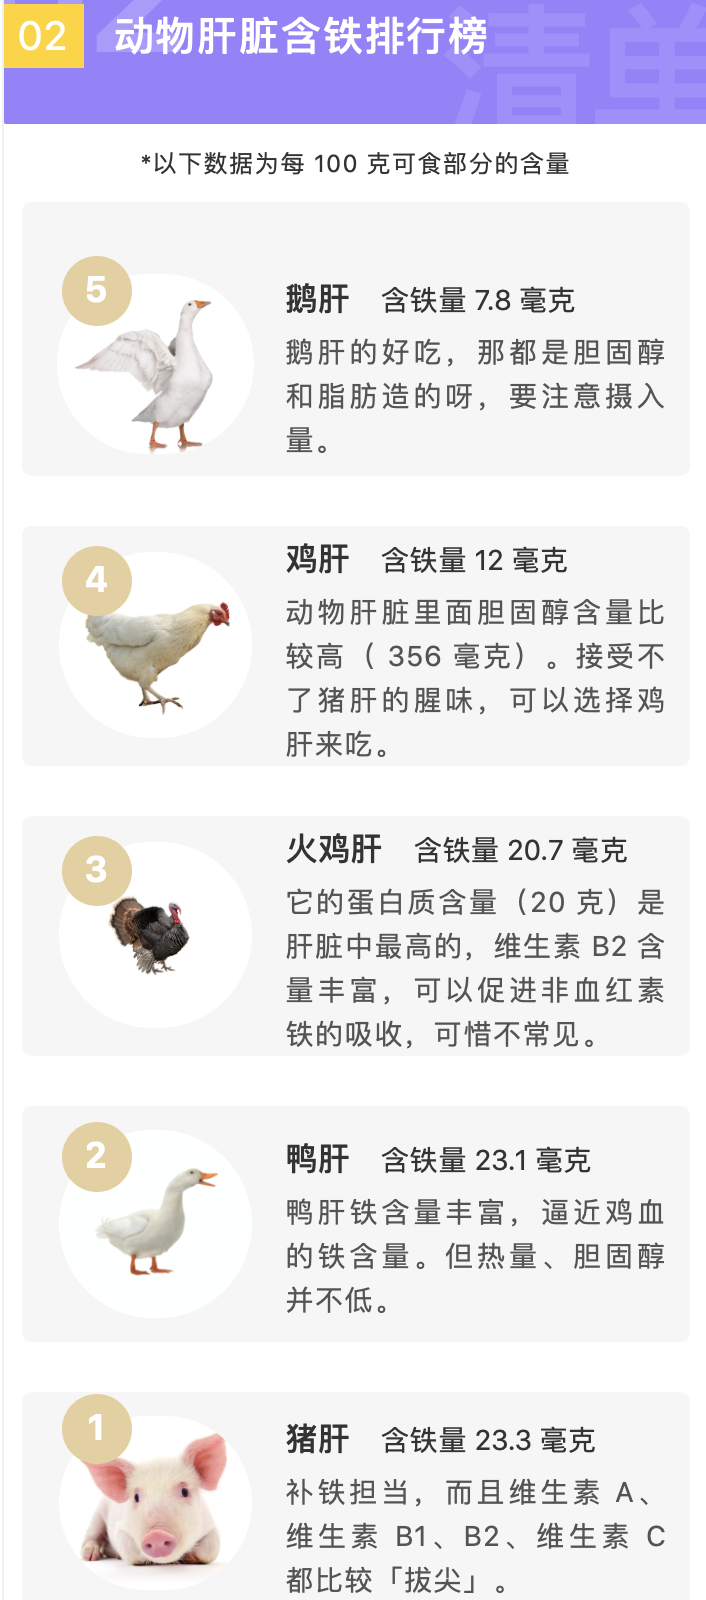 02 动物肝脏含铁排行榜
清单
*以下数据为每 100 克可食部分的含量
5
鹅肝 含铁量 7.8 毫克
鹅肝的好吃，那都是胆固醇
和脂肪造的呀，要注意摄入
量。
4
鸡肝 含铁量 12 毫克
动物肝脏里面胆固醇含量比
较高（ 356 毫克）。接受不
了猪肝的腥味，可以选择鸡
肝来吃。
3
火鸡肝 含铁量 20.7 毫克
它的蛋白质含量（20 克）是
肝脏中最高的，维生素 B2 含
量丰富，可以促进非血红素
铁的吸收，可惜不常见。
2
鸭肝 含铁量 23.1 毫克
鸭肝铁含量丰富，逼近鸡血
的铁含量。但热量、胆固醇
并不低。
1
猪肝 含铁量 23.3 毫克
补铁担当，而且维生素 A、
维生素 B1、B2、维生素 C
都比较「拔尖」。